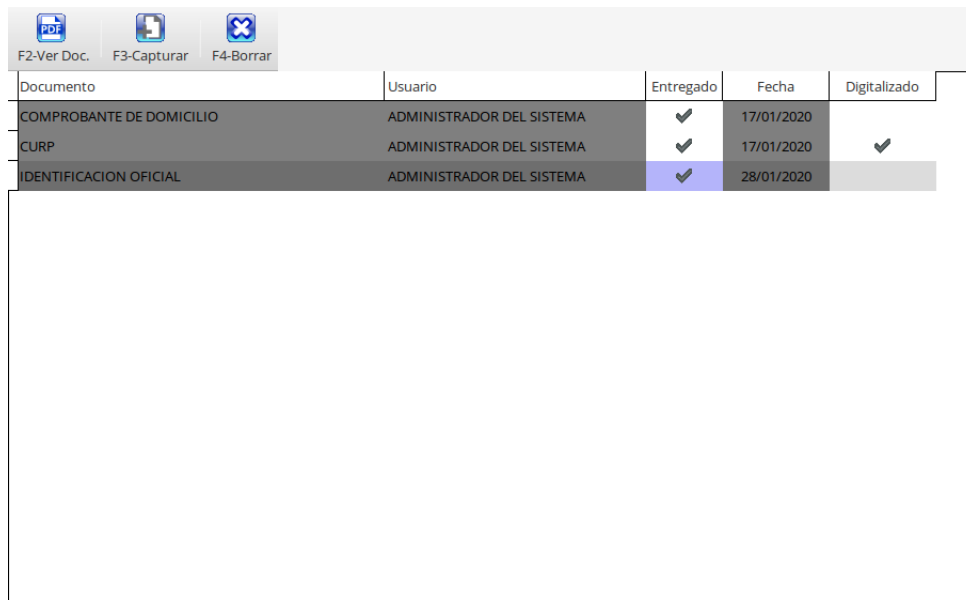 PDF
F2-Ver Doc. F3-Capturar F4-Borrar
Documento Usuario Entregado Fecha Digitalizado
COMPROBANTE DE DOMICILIO ADMINISTRADOR DEL SISTEMA 17/01/2020
CURP ADMINISTRADOR DEL SISTEMA 17/01/2020
IDENTIFICACION OFICIAL ADMINISTRADOR DEL SISTEMA 28/01/2020